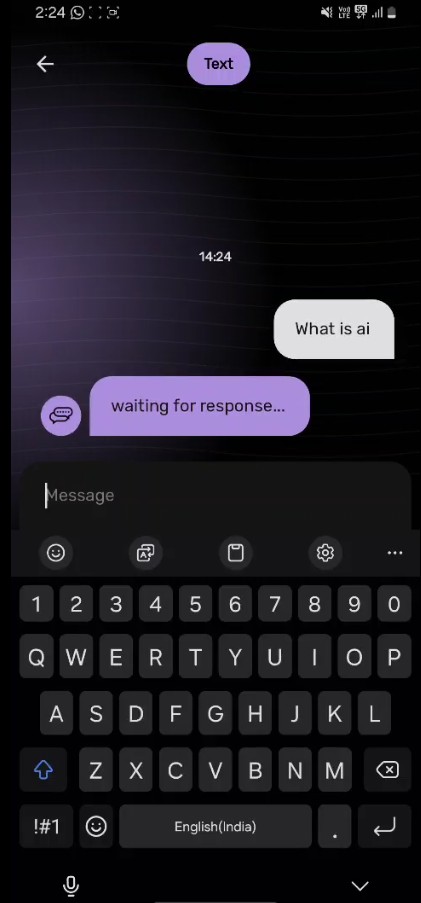 2:24
Vo)) 5G
LTE
Text
14:24
What is ai
waiting for response...
Message
1 2 3 4 5 6 7 8 9 0
Q W E R T Y U I O P
A S D F G H J K L
Z X C V B N M
!#1 English(India) .